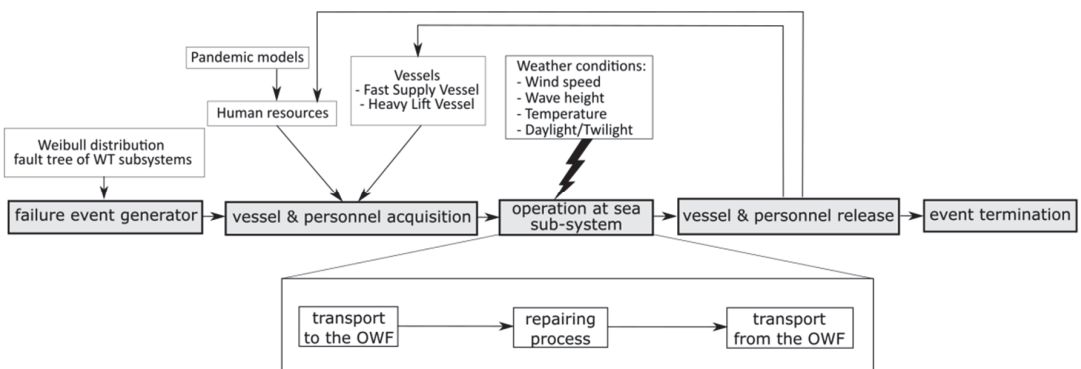 Pandemic models
Human resources
Vessels
- Fast Supply Vessel
- Heavy Lift Vessel
Weather conditions:
- Wind speed
- Wave height
- Temperature
- Daylight/Twilight
Weibull distribution
fault tree of WT subsystems
failure event generator
vessel & personnel acquisition
operation at sea
sub-system
vessel & personnel release
event termination
transport
to the OWF
repairing
process
transport
from the OWF